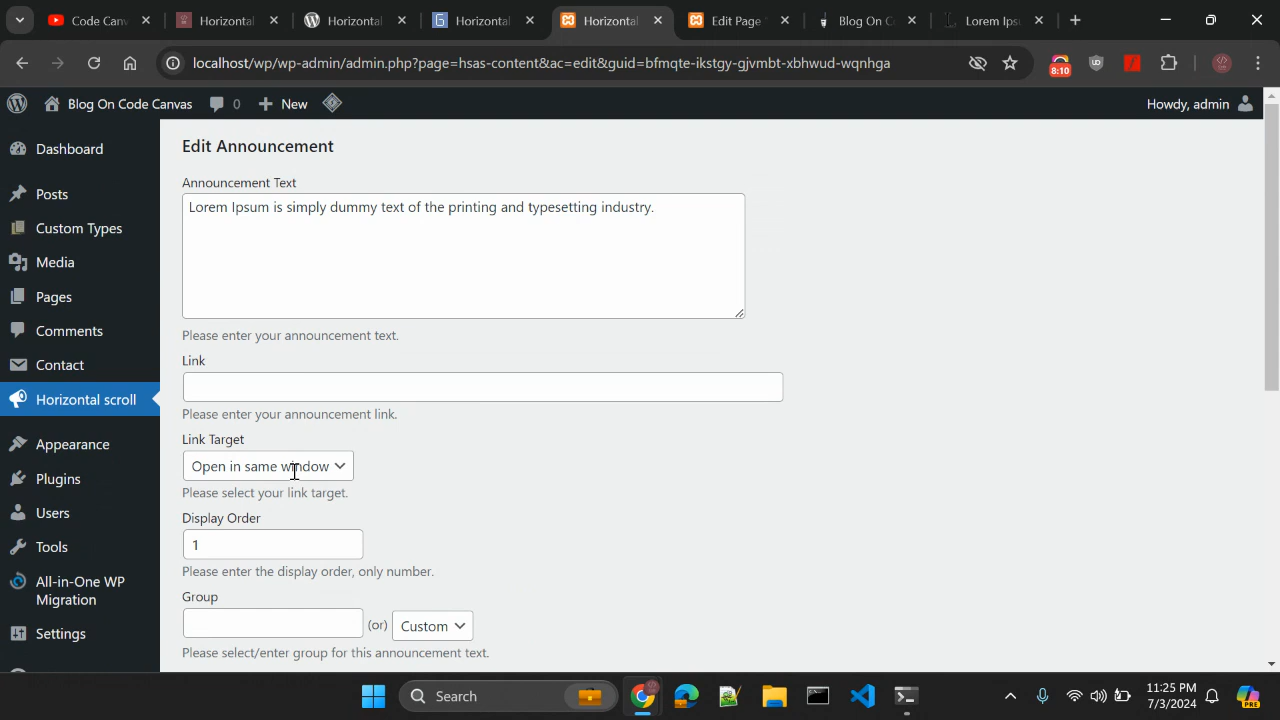 Code Canv
Horizontal
Horizontal
Horizontal
Horizontal
Edit Page
Blog On Co
Lorem Ipsu
localhost/wp/wp-admin/admin.php?page=hsas-content&ac=edit&guid=bfmqte-ikstgy-gjvmbt-xbhwud-wqnhga
8:10
Blog On Code Canvas
0
New
Howdy, admin
Dashboard
Posts
Custom Types
Media
Pages
Comments
Contact
Horizontal scroll
Appearance
Plugins
Users
Tools
All-in-One WP
Migration
Settings
Edit Announcement
Announcement Text
Lorem Ipsum is simply dummy text of the printing and typesetting industry.
Please enter your announcement text.
Link
Please enter your announcement link.
Link Target
Open in same window
Please select your link target.
Display Order
1
Please enter the display order, only number.
Group
(or) Custom
Please select/enter group for this announcement text.
Search
11:25 PM
7/3/2024
PRE